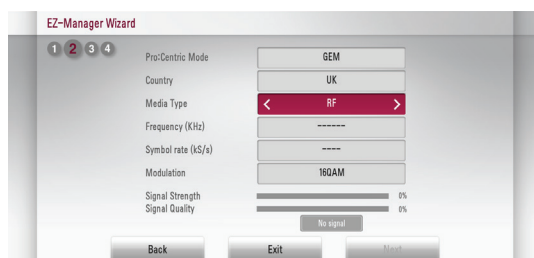 EZ-Manager Wizard
1 2 3 4
Pro:Centric Mode GEM
Country UK
Media Type < RF >
Frequency (KHz) ------
Symbol rate (kS/s) ----
Modulation 16QAM
Signal Strength 0%
Signal Quality 0%
No signal
Back Exit Next